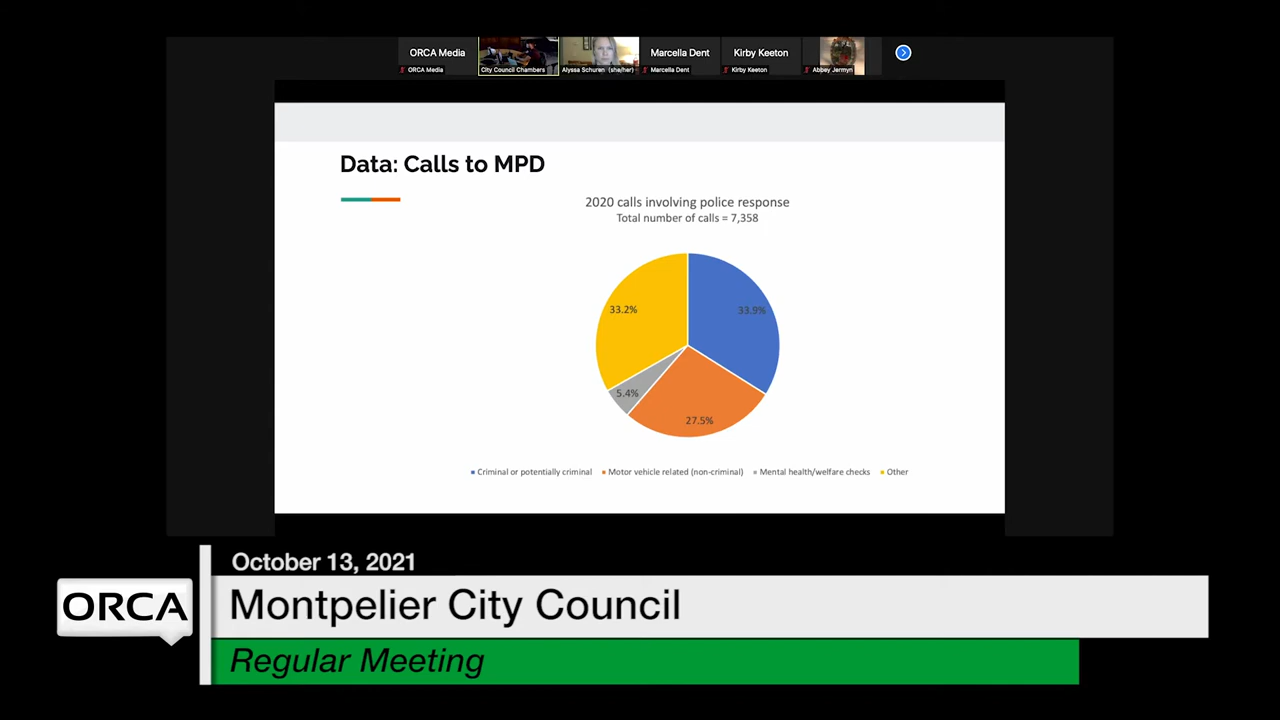 ORCA Media
Marcella Dent
Kirby Keeton
ORCA Media
City Council Chambers
Alyssa Schuren (she/her)
Marcella Dent
Kirby Keeton
Abbey Jermyn
Data: Calls to MPD
2020 calls involving police response
Total number of calls = 7,358
33.2%
33.9%
5.4%
27.5%
Criminal or potentially criminal
Motor vehicle related (non-criminal)
Mental health/welfare checks
Other
October 13, 2021
ORCA
Montpelier City Council
Regular Meeting